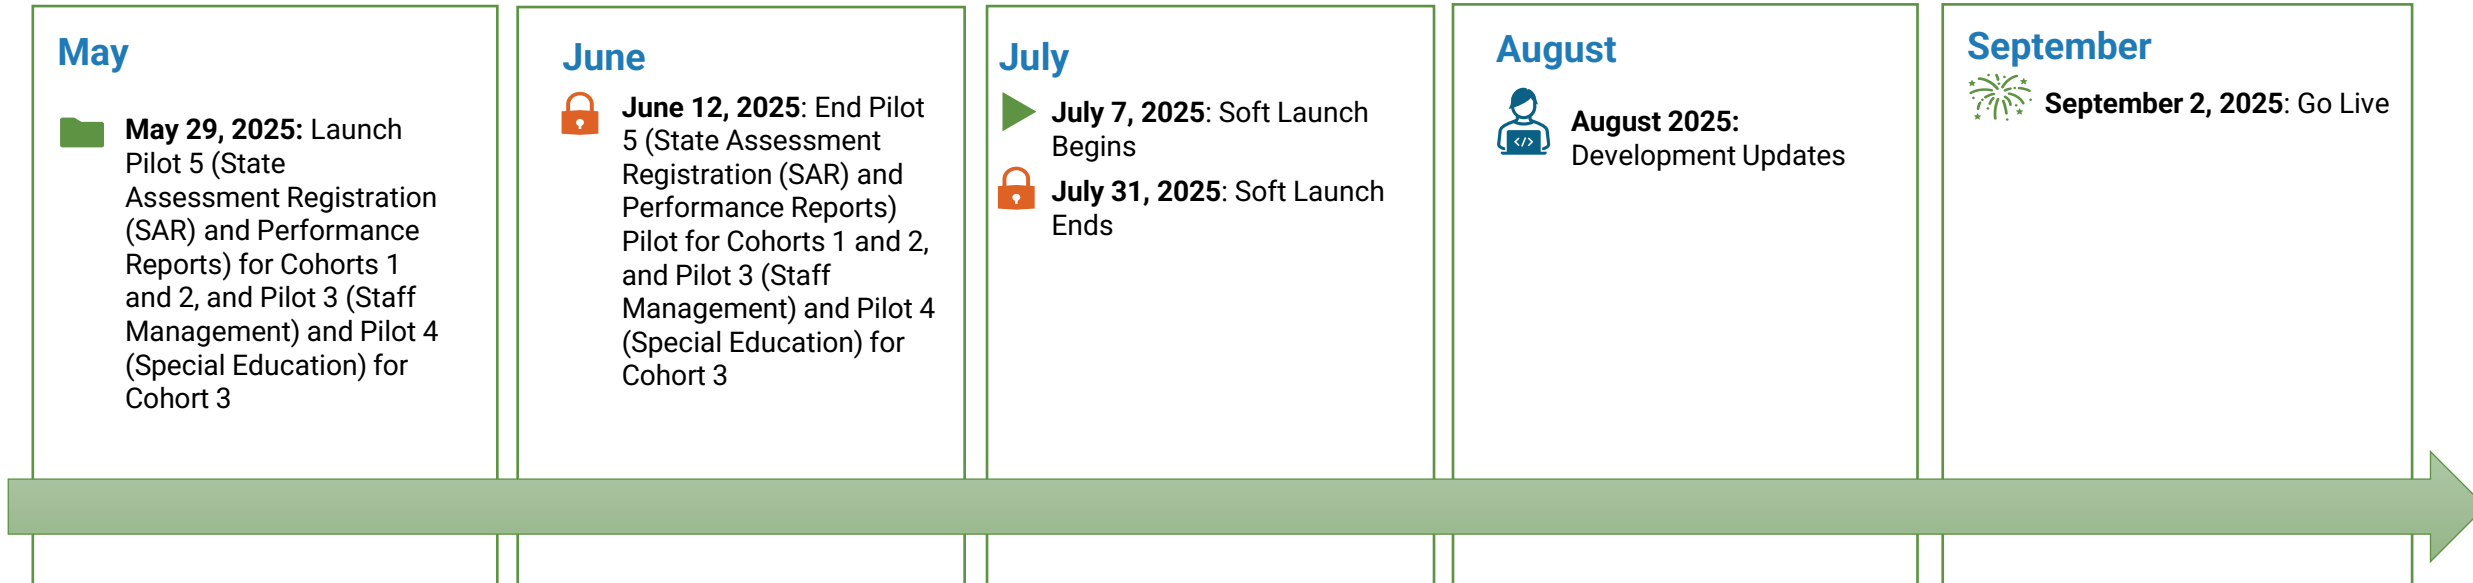 May
May 29, 2025: Launch
Pilot 5 (State
Assessment Registration
(SAR) and Performance
Reports) for Cohorts 1
and 2, and Pilot 3 (Staff
Management) and Pilot 4
(Special Education) for
Cohort 3
June
June 12, 2025: End Pilot
5 (State Assessment
Registration (SAR) and
Performance Reports)
Pilot for Cohorts 1 and 2,
and Pilot 3 (Staff
Management) and Pilot 4
(Special Education) for
Cohort 3
July
July 7, 2025: Soft Launch
Begins
July 31, 2025: Soft Launch
Ends
August
August 2025:
Development Updates
September
September 2, 2025: Go Live